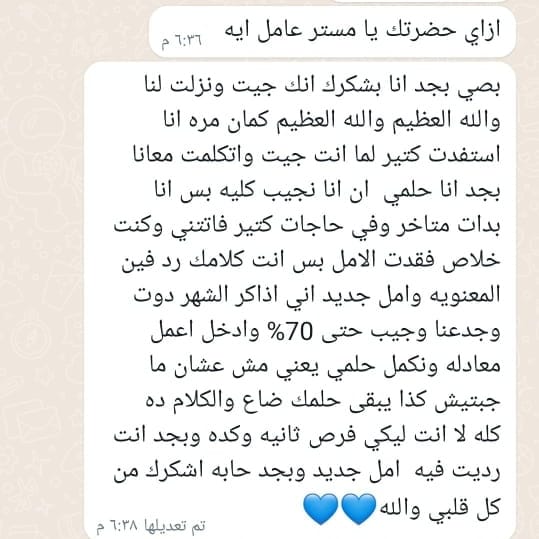 ازاي حضرتك يا مستر عامل ايه
٦:٣٦ م
بصي بجد انا بشكرك انك جيت ونزلت لنا
والله العظيم والله العظيم كمان مره انا
استفدت كتير لما انت جيت واتكلمت معانا
بجد انا حلمي ان انا نجيب كليه بس انا
بدات متاخر وفي حاجات كتير فاتتني وكنت
خلاص فقدت الامل بس انت كلامك رد فين
المعنويه وامل جديد اني اذاكر الشهر دوت
وجدعنا وجيب حتى 70% وادخل اعمل
معادله ونكمل حلمي يعني مش عشان ما
جبتيش كذا يبقى حلمك ضاع والكلام ده
كله لا انت ليكي فرص ثانيه وكده وبجد انت
رديت فيه امل جديد وبجد حابه اشكرك من
كل قلبي والله💙💙
تم تعديلها ٦:٣٨ م